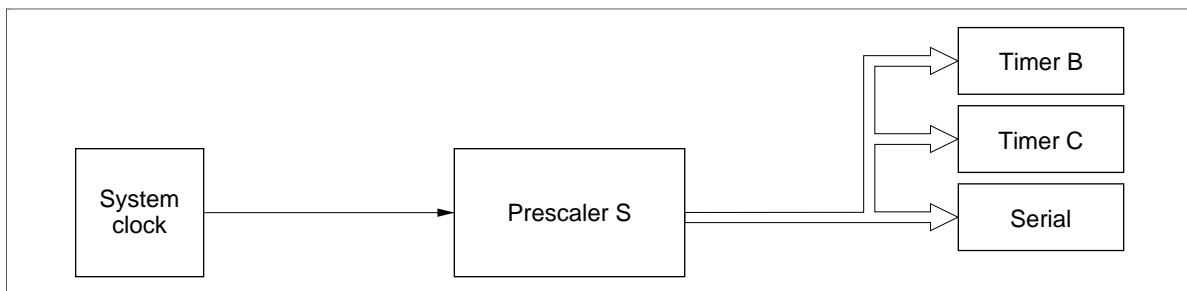 System
clock
Prescaler S
Timer B
Timer C
Serial